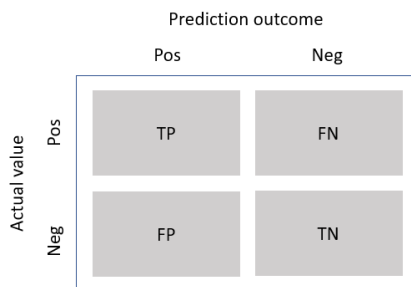 Prediction outcome
Pos Neg
Actual value
Pos
TP FN
Neg
FP TN